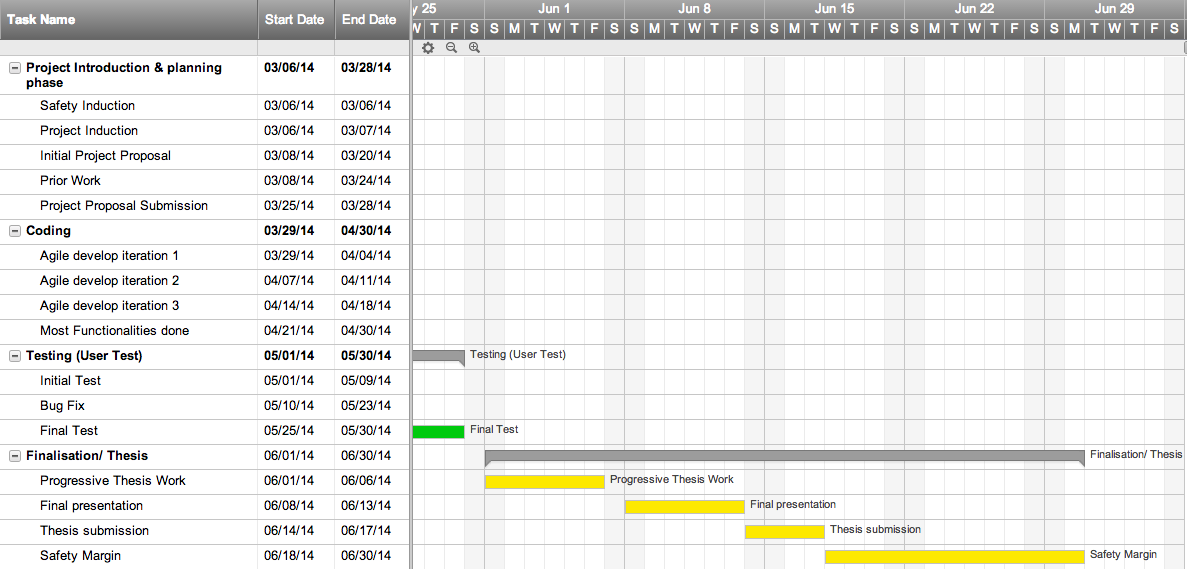 Task Name Start Date End Date y 25 Jun 1 Jun 8 Jun 15 Jun 22 Jun 29
W T F S S M T W T F S S M T W T F S S M T W T F S S M T W T F S S M T W T F S
Project Introduction & planning 03/06/14 03/28/14
phase
Safety Induction 03/06/14 03/06/14
Project Induction 03/06/14 03/07/14
Initial Project Proposal 03/08/14 03/20/14
Prior Work 03/08/14 03/24/14
Project Proposal Submission 03/25/14 03/28/14
Coding 03/29/14 04/30/14
Agile develop iteration 1 03/29/14 04/04/14
Agile develop iteration 2 04/07/14 04/11/14
Agile develop iteration 3 04/14/14 04/18/14
Most Functionalities done 04/21/14 04/30/14
Testing (User Test) 05/01/14 05/30/14 Testing (User Test)
Initial Test 05/01/14 05/09/14
Bug Fix 05/10/14 05/23/14
Final Test 05/25/14 05/30/14 Final Test
Finalisation/ Thesis 06/01/14 06/30/14 Finalisation/ Thesis
Progressive Thesis Work 06/01/14 06/06/14 Progressive Thesis Work
Final presentation 06/08/14 06/13/14 Final presentation
Thesis submission 06/14/14 06/17/14 Thesis submission
Safety Margin 06/18/14 06/30/14 Safety Margin